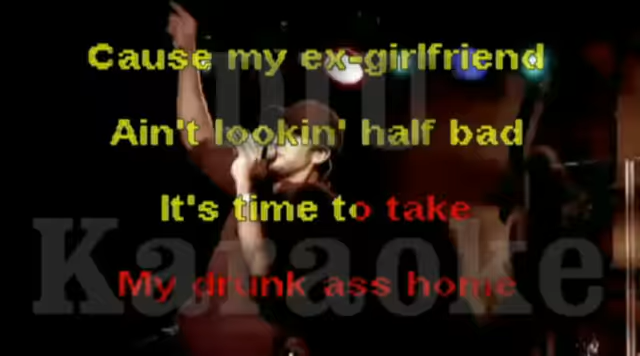 Cause my ex-girlfriend
Ain't lookin' half bad
It's time to take
My drunk ass home
Karaoke